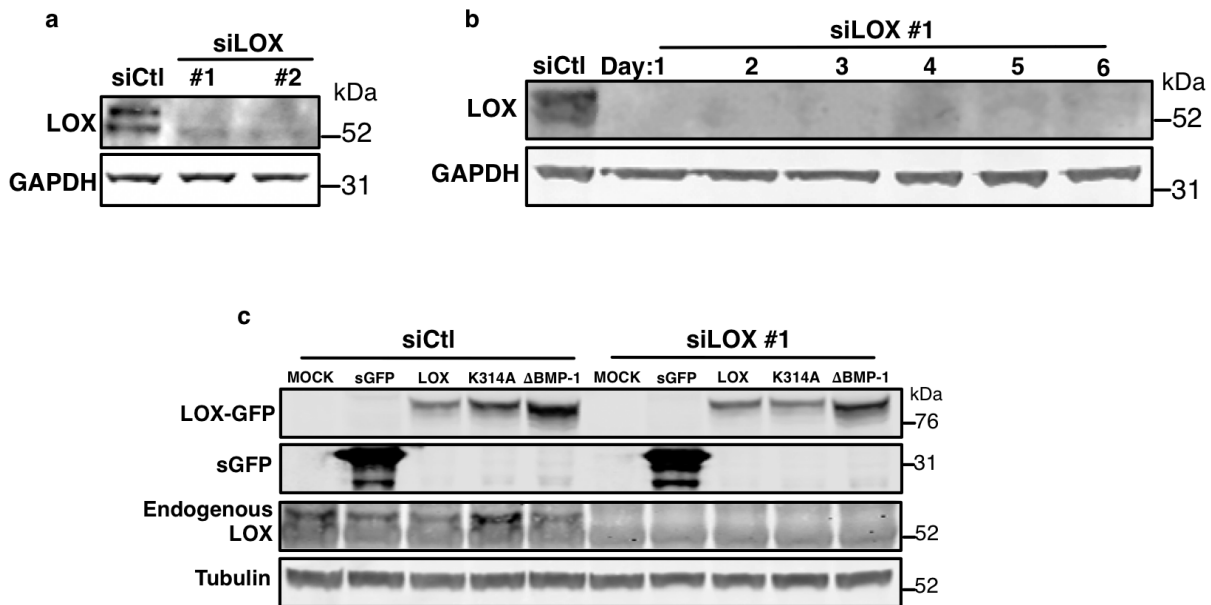 a
siLOX
siCtl #1 #2
kDa
LOX
52
GAPDH
31
b
siLOX #1
siCtl Day:1 2 3 4 5 6
kDa
LOX
52
GAPDH
31
c
siCtl siLOX #1
MOCK sGFP LOX K314A ΔBMP-1 MOCK sGFP LOX K314A ΔBMP-1
kDa
LOX-GFP
76
sGFP
31
Endogenous
LOX
52
Tubulin
52